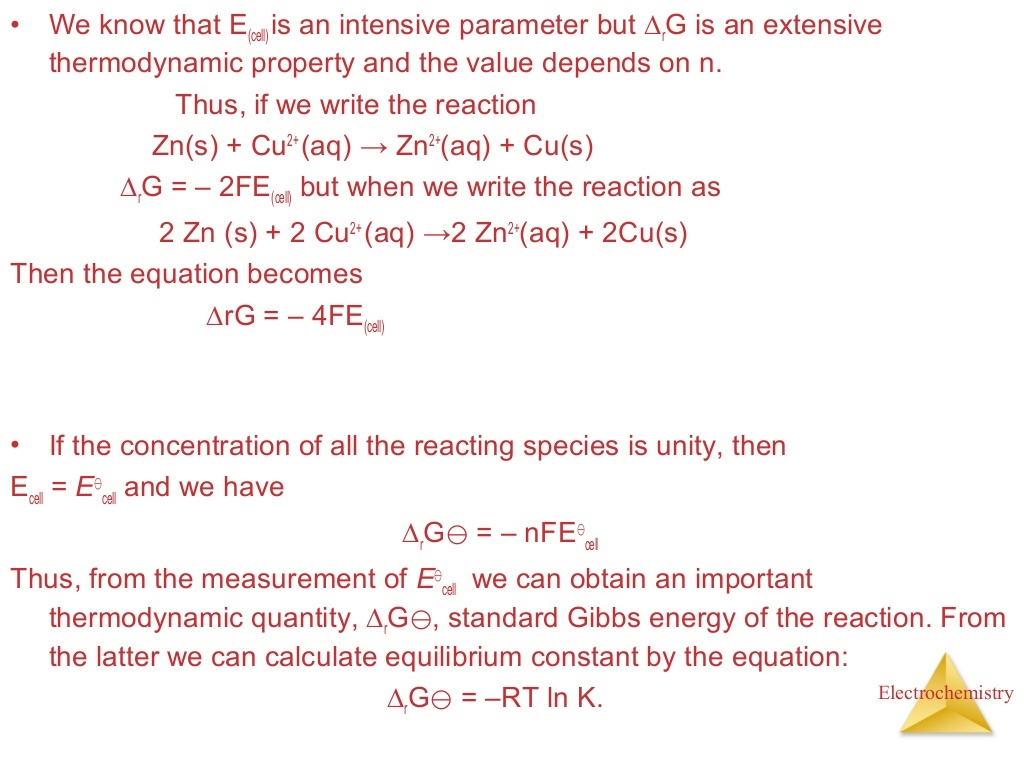 • We know that E(cell) is an intensive parameter but ΔrG is an extensive
thermodynamic property and the value depends on n.
Thus, if we write the reaction
Zn(s) + Cu2+ (aq) → Zn2+(aq) + Cu(s)
ΔrG = – 2FE(cell) but when we write the reaction as
2 Zn (s) + 2 Cu2+ (aq) →2 Zn2+(aq) + 2Cu(s)
Then the equation becomes
ΔrG = – 4FE(cell)
• If the concentration of all the reacting species is unity, then
Ecell = E⊖cell and we have
ΔrG⊖ = – nFE⊖cell
Thus, from the measurement of E⊖cell we can obtain an important
thermodynamic quantity, ΔrG⊖, standard Gibbs energy of the reaction. From
the latter we can calculate equilibrium constant by the equation:
ΔrG⊖ = –RT ln K.
Electrochemistry